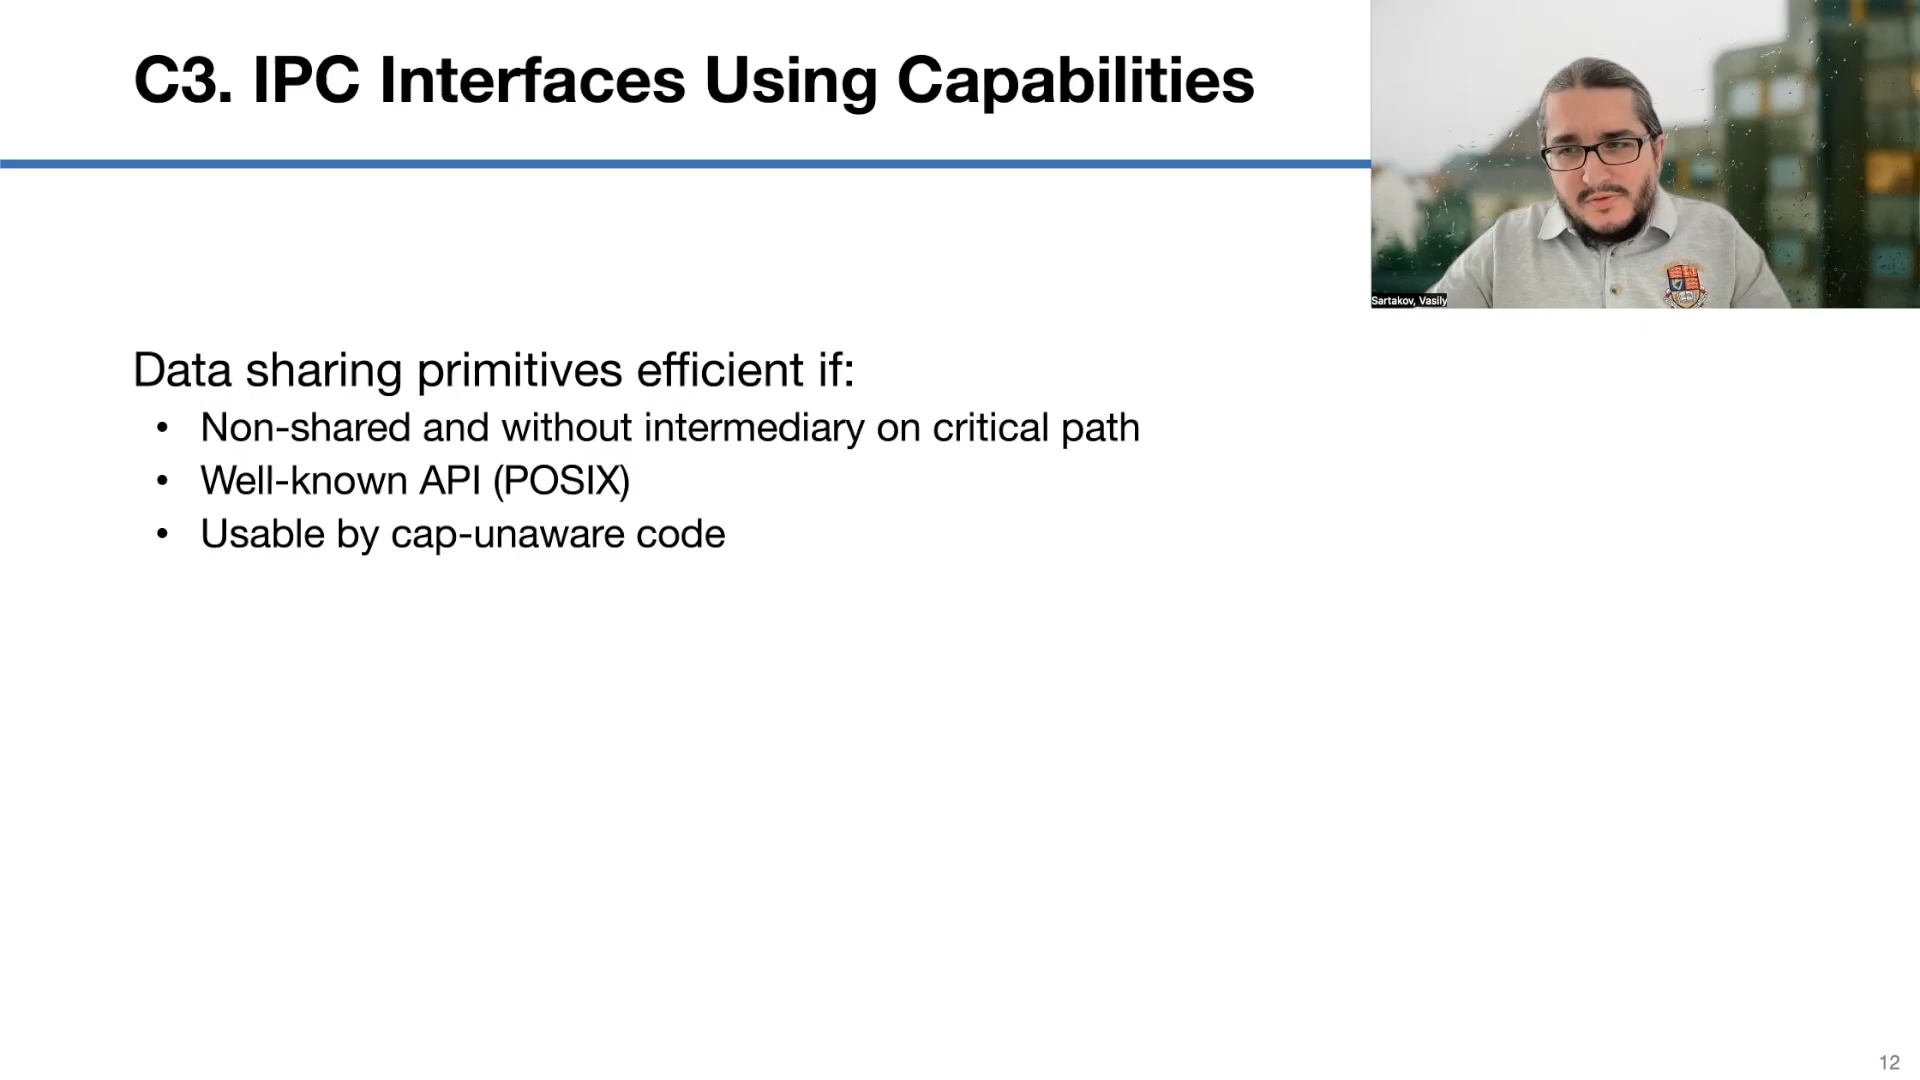 C3. IPC Interfaces Using Capabilities
Sartakov, Vasily
Data sharing primitives efficient if:
• Non-shared and without intermediary on critical path
• Well-known API (POSIX)
• Usable by cap-unaware code
12